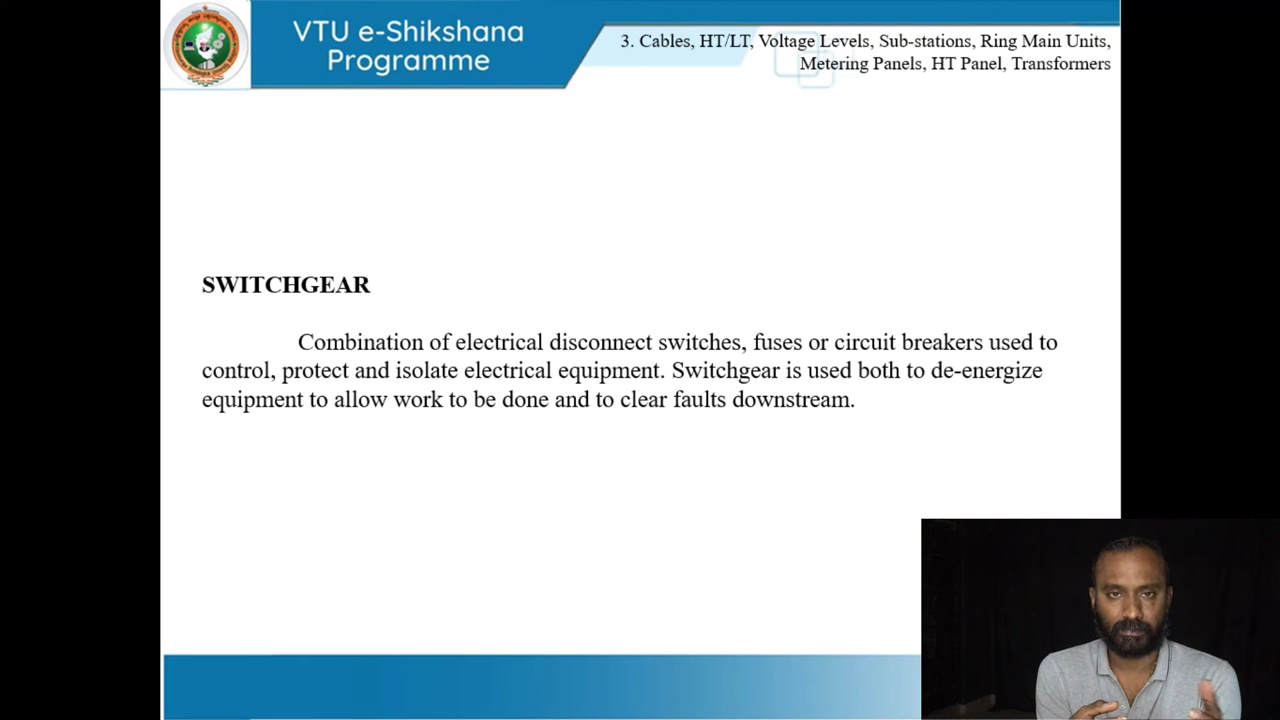 VTU e-Shikshana
Programme
3. Cables, HT/LT, Voltage Levels, Sub-stations, Ring Main Units,
Metering Panels, HT Panel, Transformers
SWITCHGEAR
Combination of electrical disconnect switches, fuses or circuit breakers used to
control, protect and isolate electrical equipment. Switchgear is used both to de-energize
equipment to allow work to be done and to clear faults downstream.